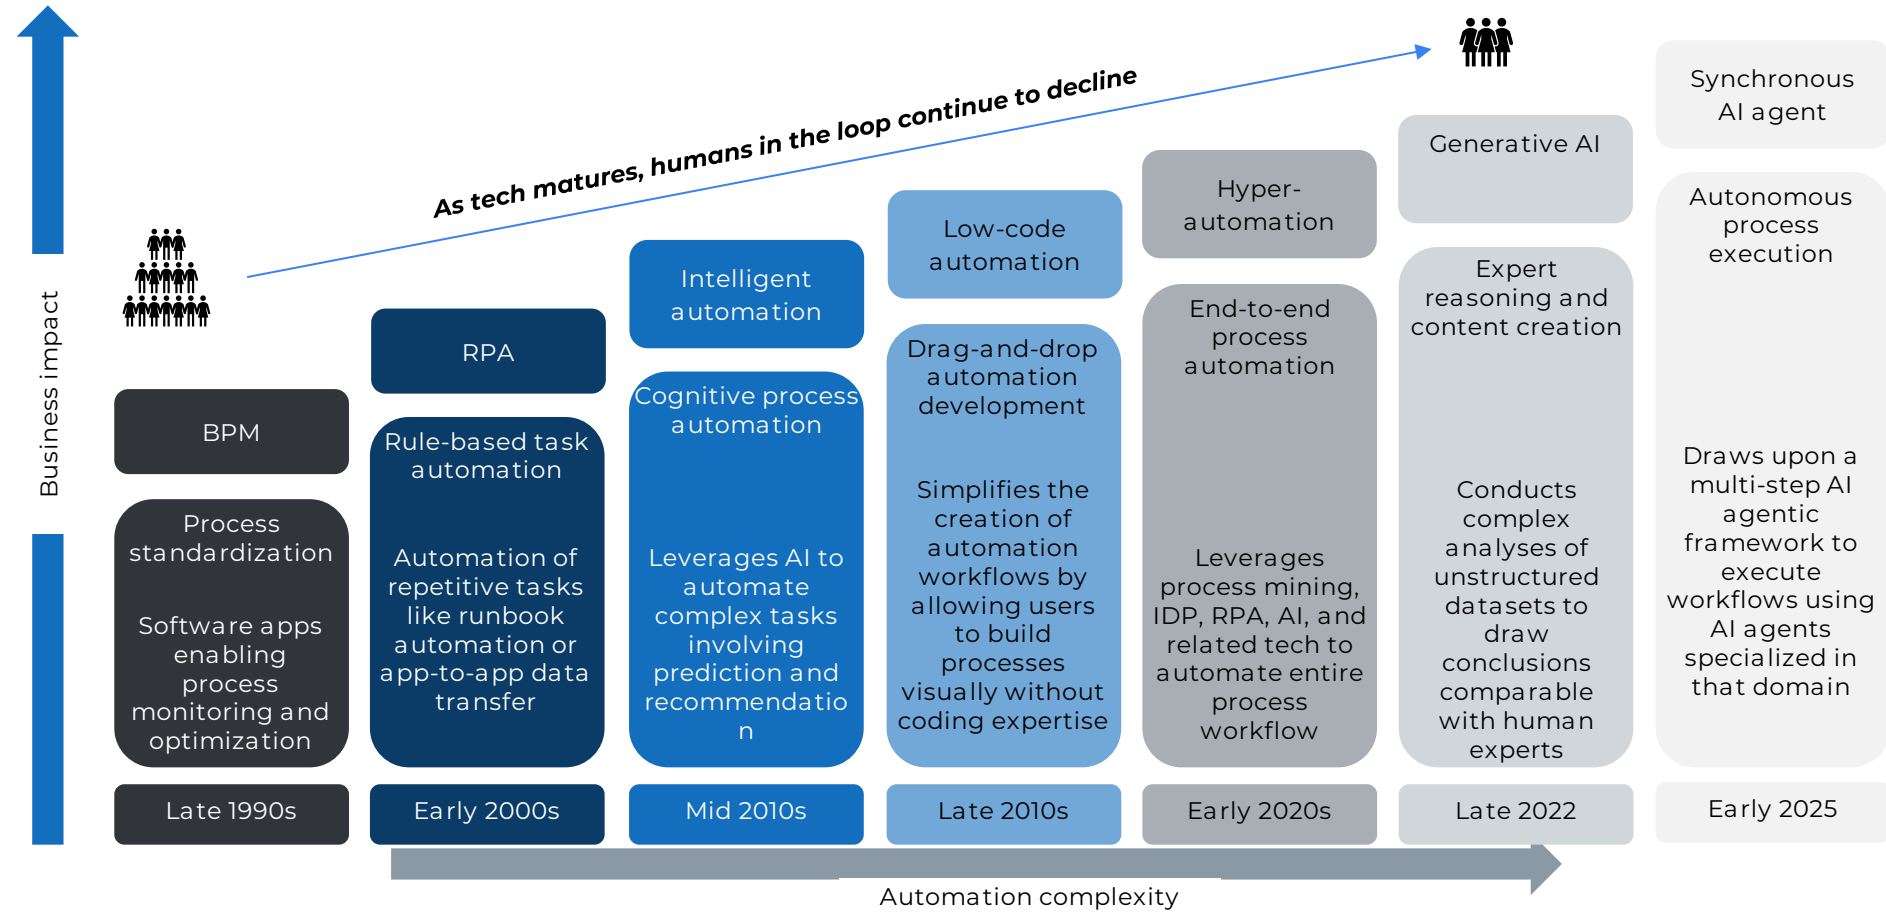 As tech matures, humans in the loop continue to decline
Business impact
BPM
Process
standardization
Software apps
enabling
process
monitoring and
optimization
Late 1990s
RPA
Rule-based task
automation
Automation of
repetitive tasks
like runbook
automation or
app-to-app data
transfer
Early 2000s
Intelligent
automation
Cognitive process
automation
Leverages AI to
automate
complex tasks
involving
prediction and
recommendatio
n
Mid 2010s
Low-code
automation
Drag-and-drop
automation
development
Simplifies the
creation of
automation
workflows by
allowing users
to build
processes
visually without
coding expertise
Late 2010s
Hyper-
automation
End-to-end
process
automation
Leverages
process mining,
IDP, RPA, AI, and
related tech to
automate entire
process
workflow
Early 2020s
Generative AI
Expert
reasoning and
content creation
Conducts
complex
analyses of
unstructured
datasets to
draw
conclusions
comparable
with human
experts
Late 2022
Synchronous
AI agent
Autonomous
process
execution
Draws upon a
multi-step AI
agentic
framework to
execute
workflows using
AI agents
specialized in
that domain
Early 2025
Automation complexity